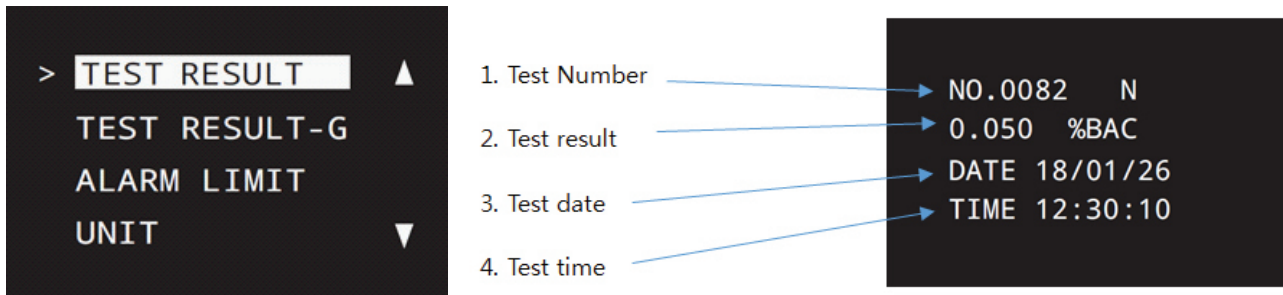 > TEST RESULT ▲
TEST RESULT-G
ALARM LIMIT
UNIT ▼
1. Test Number
2. Test result
3. Test date
4. Test time
NO.0082 N
0.050 %BAC
DATE 18/01/26
TIME 12:30:10